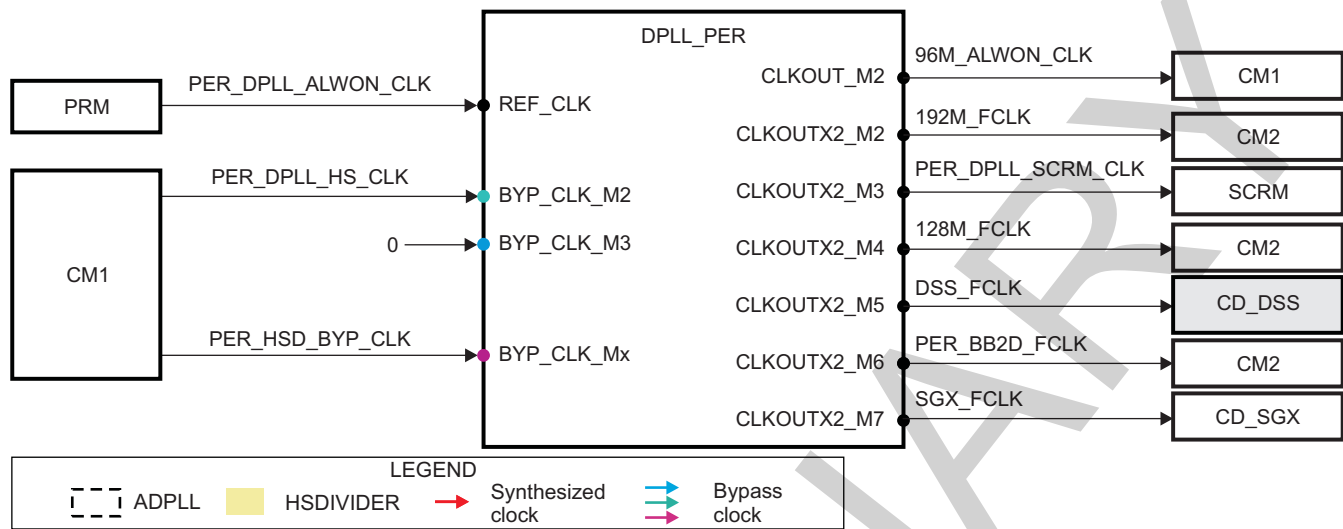 DPLL_PER
PRM
PER_DPLL_ALWON_CLK
REF_CLK
CM1
PER_DPLL_HS_CLK
BYP_CLK_M2
0
BYP_CLK_M3
PER_HSD_BYP_CLK
BYP_CLK_Mx
CLKOUT_M2
96M_ALWON_CLK
CM1
CLKOUTX2_M2
192M_FCLK
CM2
CLKOUTX2_M3
PER_DPLL_SCRM_CLK
SCRM
CLKOUTX2_M4
128M_FCLK
CM2
CLKOUTX2_M5
DSS_FCLK
CD_DSS
CLKOUTX2_M6
PER_BB2D_FCLK
CM2
CLKOUTX2_M7
SGX_FCLK
CD_SGX
LEGEND
ADPLL
HSDIVIDER
Synthesized
clock
Bypass
clock
NARY